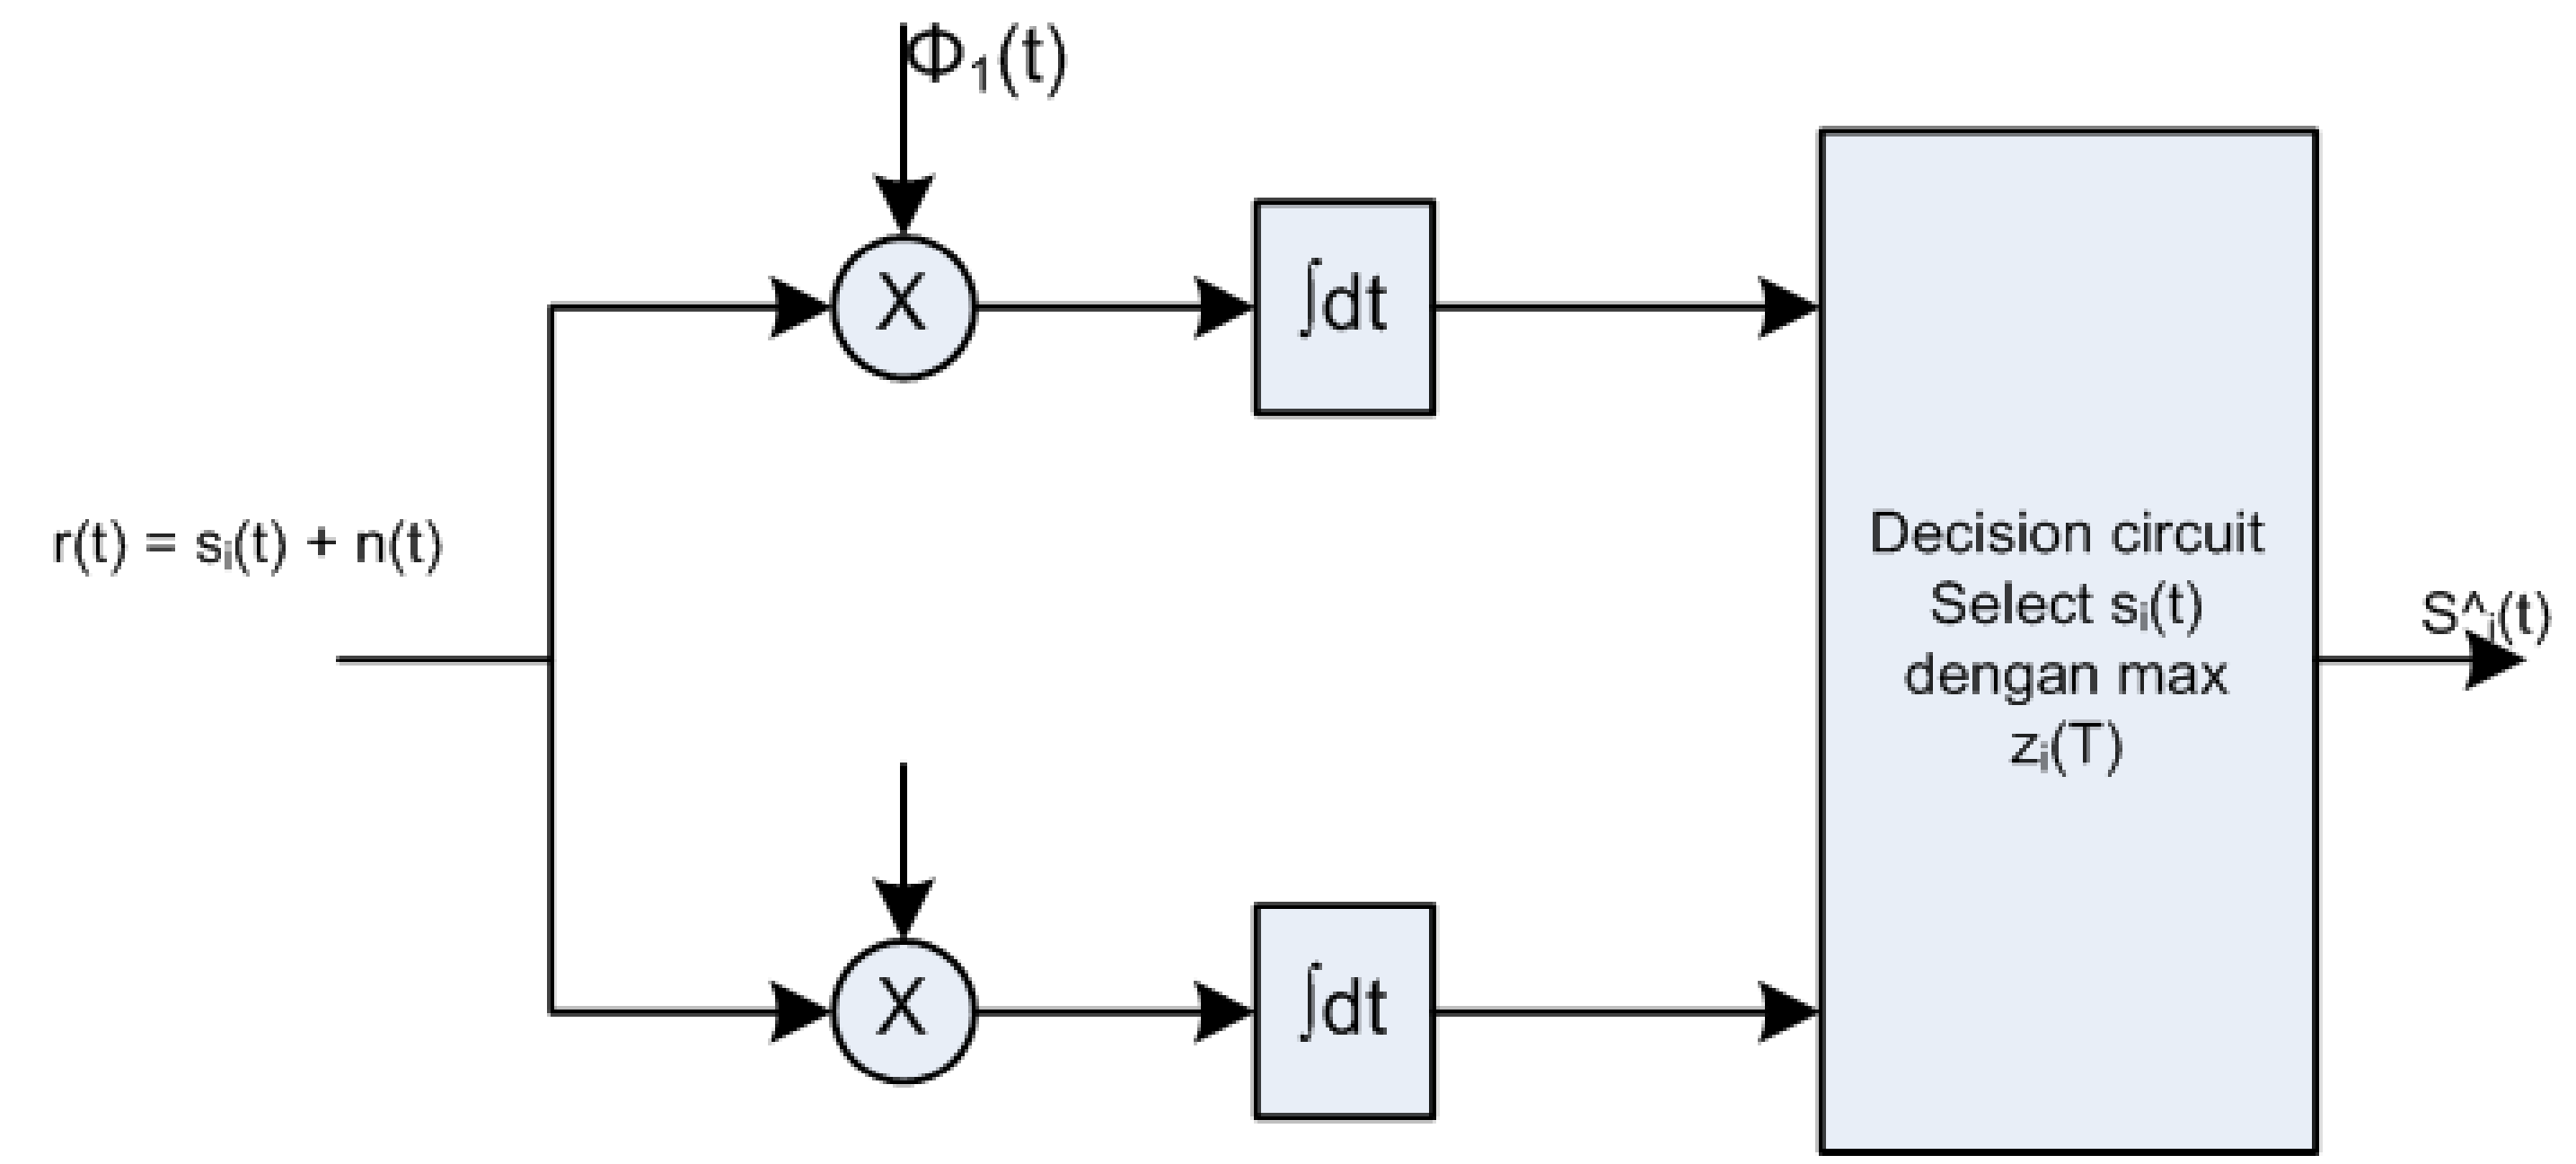 Φ₁(t)
X
∫dt
r(t) = sᵢ(t) + n(t)
Decision circuit
Select sᵢ(t)
dengan max
zᵢ(T)
S^ᵢ(t)
X
∫dt